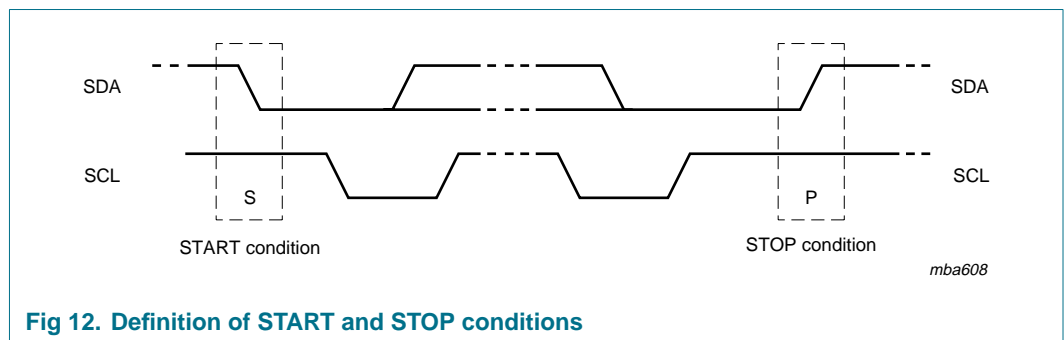 SDA
SDA
SCL
SCL
S
P
START condition
STOP condition
mba608
Fig 12. Definition of START and STOP conditions